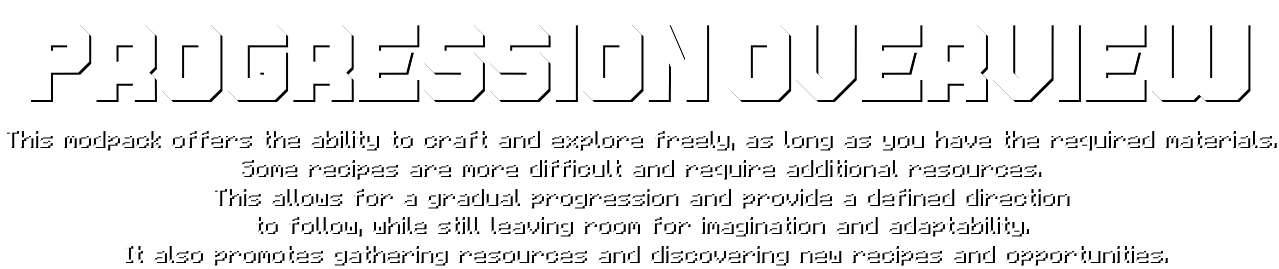 PROGRESSION OVERVIEW
This modpack offers the ability to craft and explore freely, as long as you have the required materials.
Some recipes are more difficult and require additional resources.
This allows for a gradual progression and provide a defined direction
to follow, while still leaving room for imagination and adaptability.
It also promotes gathering resources and discovering new recipes and opportunities.